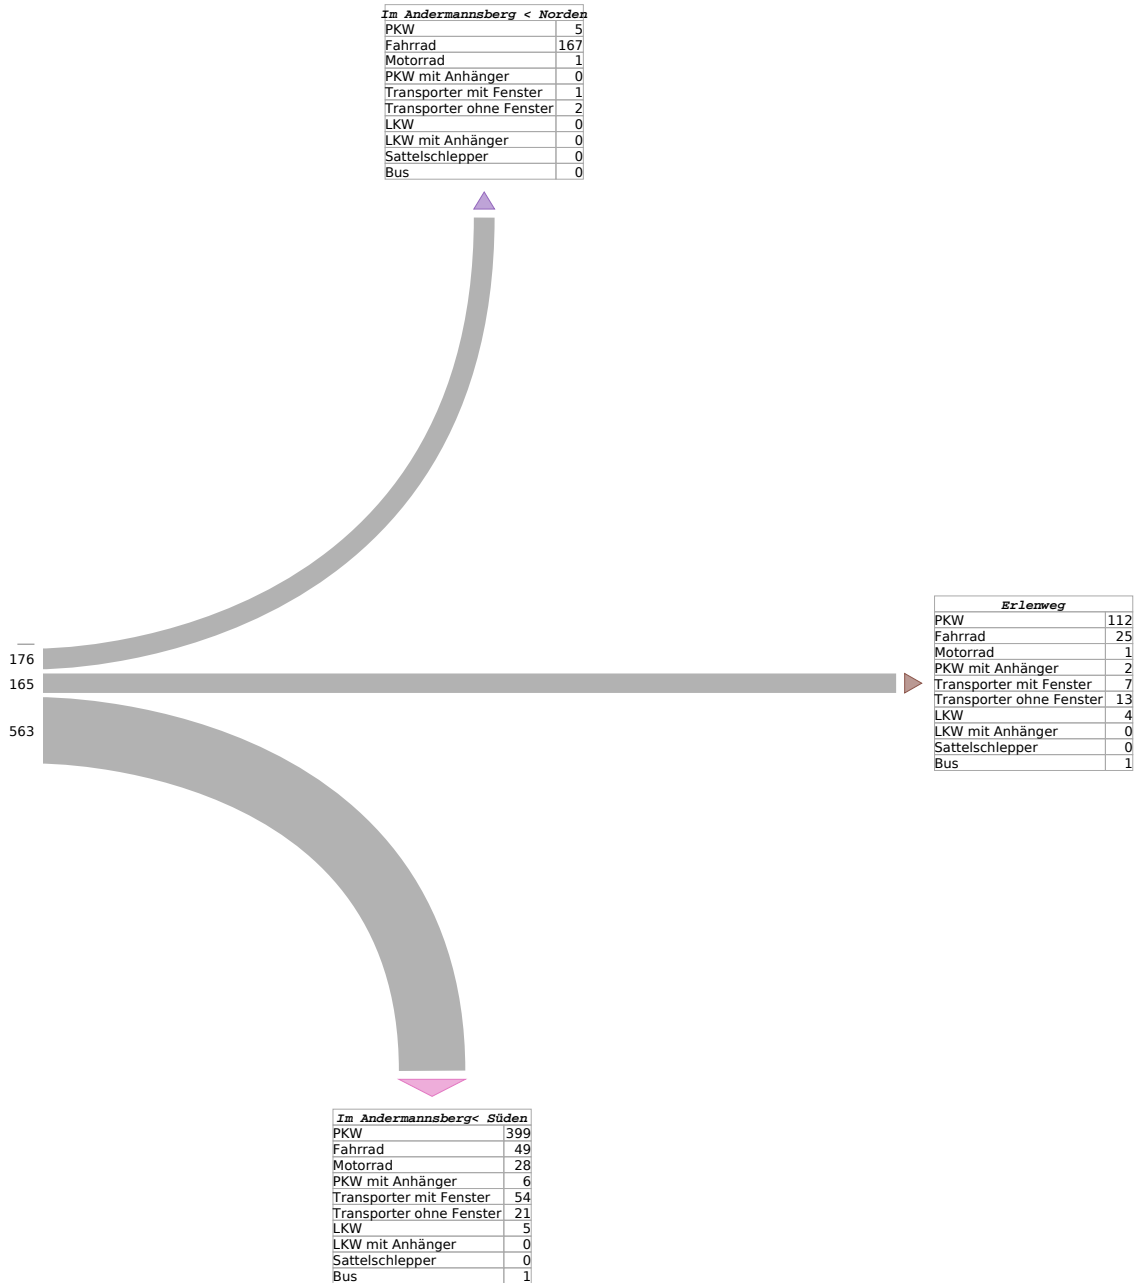 Im Andermannsberg < Norden
PKW 5
Fahrrad 167
Motorrad 1
PKW mit Anhänger 0
Transporter mit Fenster 1
Transporter ohne Fenster 2
LKW 0
LKW mit Anhänger 0
Sattelschlepper 0
Bus 0
176
165
563
Erlenweg
PKW 112
Fahrrad 25
Motorrad 1
PKW mit Anhänger 2
Transporter mit Fenster 7
Transporter ohne Fenster 13
LKW 4
LKW mit Anhänger 0
Sattelschlepper 0
Bus 1
Im Andermannsberg< Süden
PKW 399
Fahrrad 49
Motorrad 28
PKW mit Anhänger 6
Transporter mit Fenster 54
Transporter ohne Fenster 21
LKW 5
LKW mit Anhänger 0
Sattelschlepper 0
Bus 1